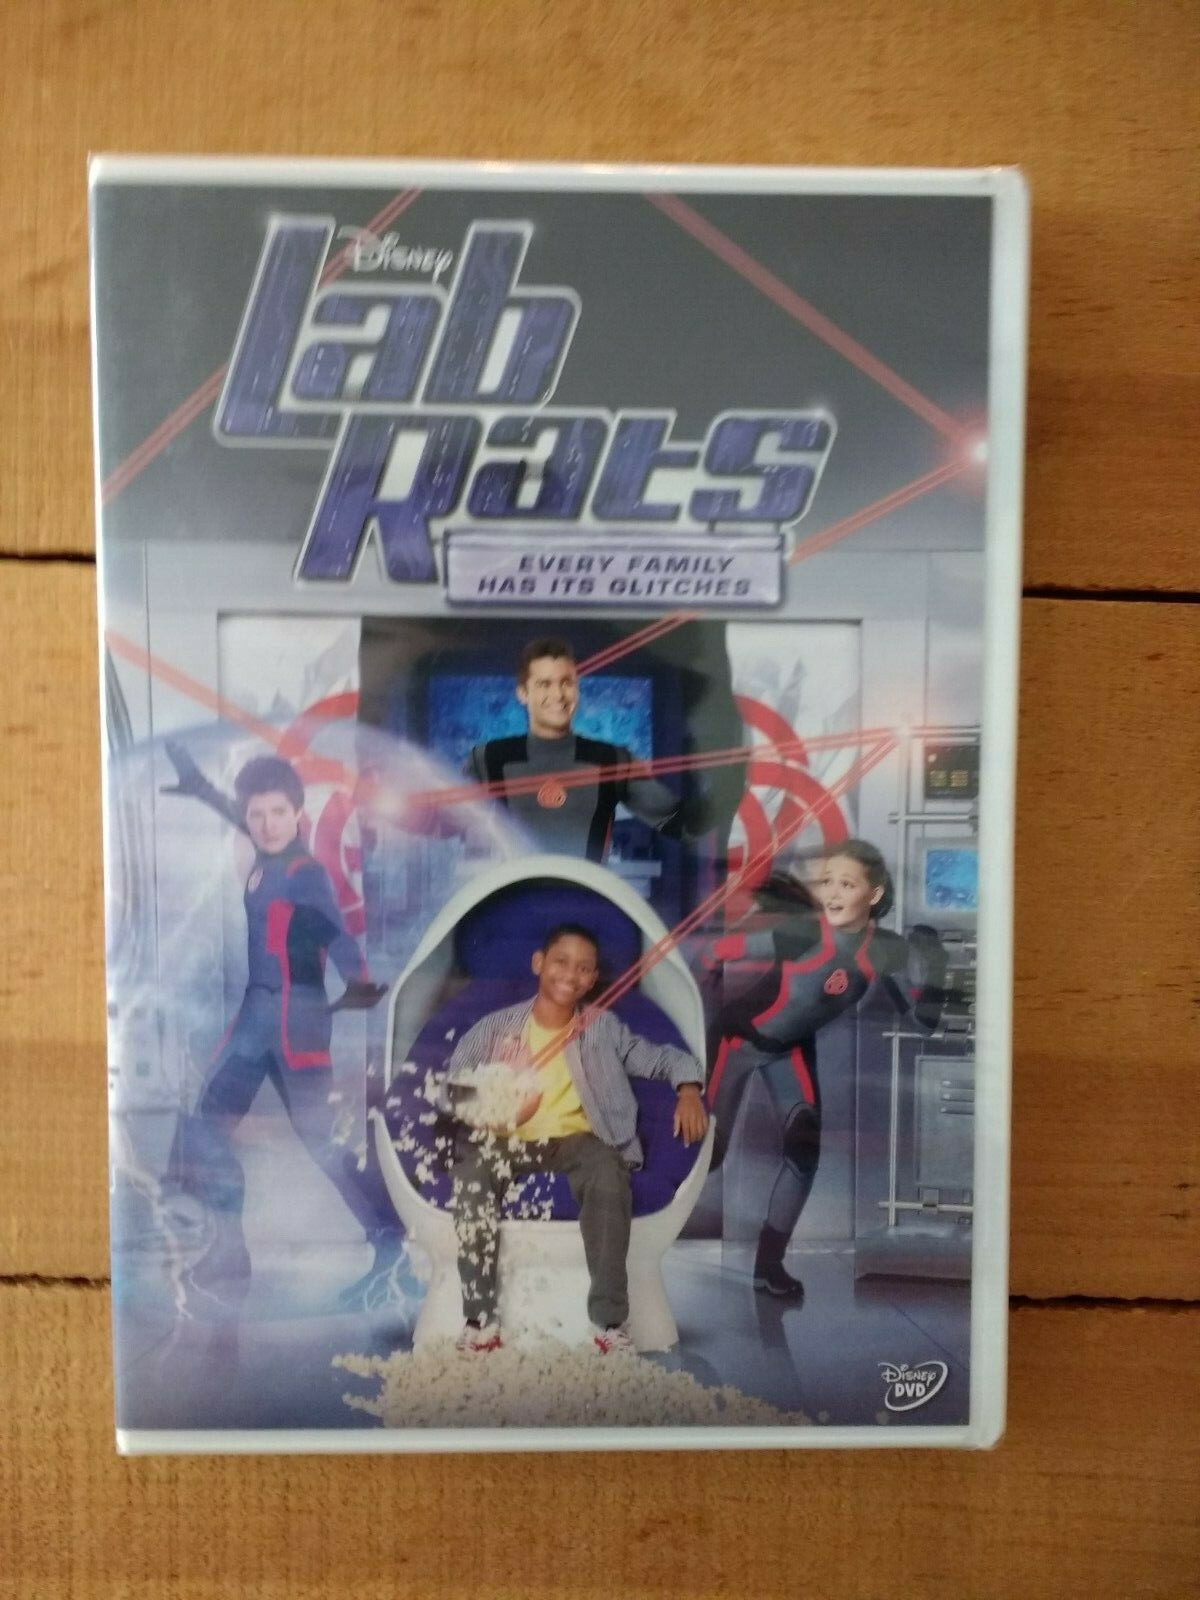 Disney
Lab
Rats
EVERY FAMILY
HAS ITS GLITCHES
Disney
DVD